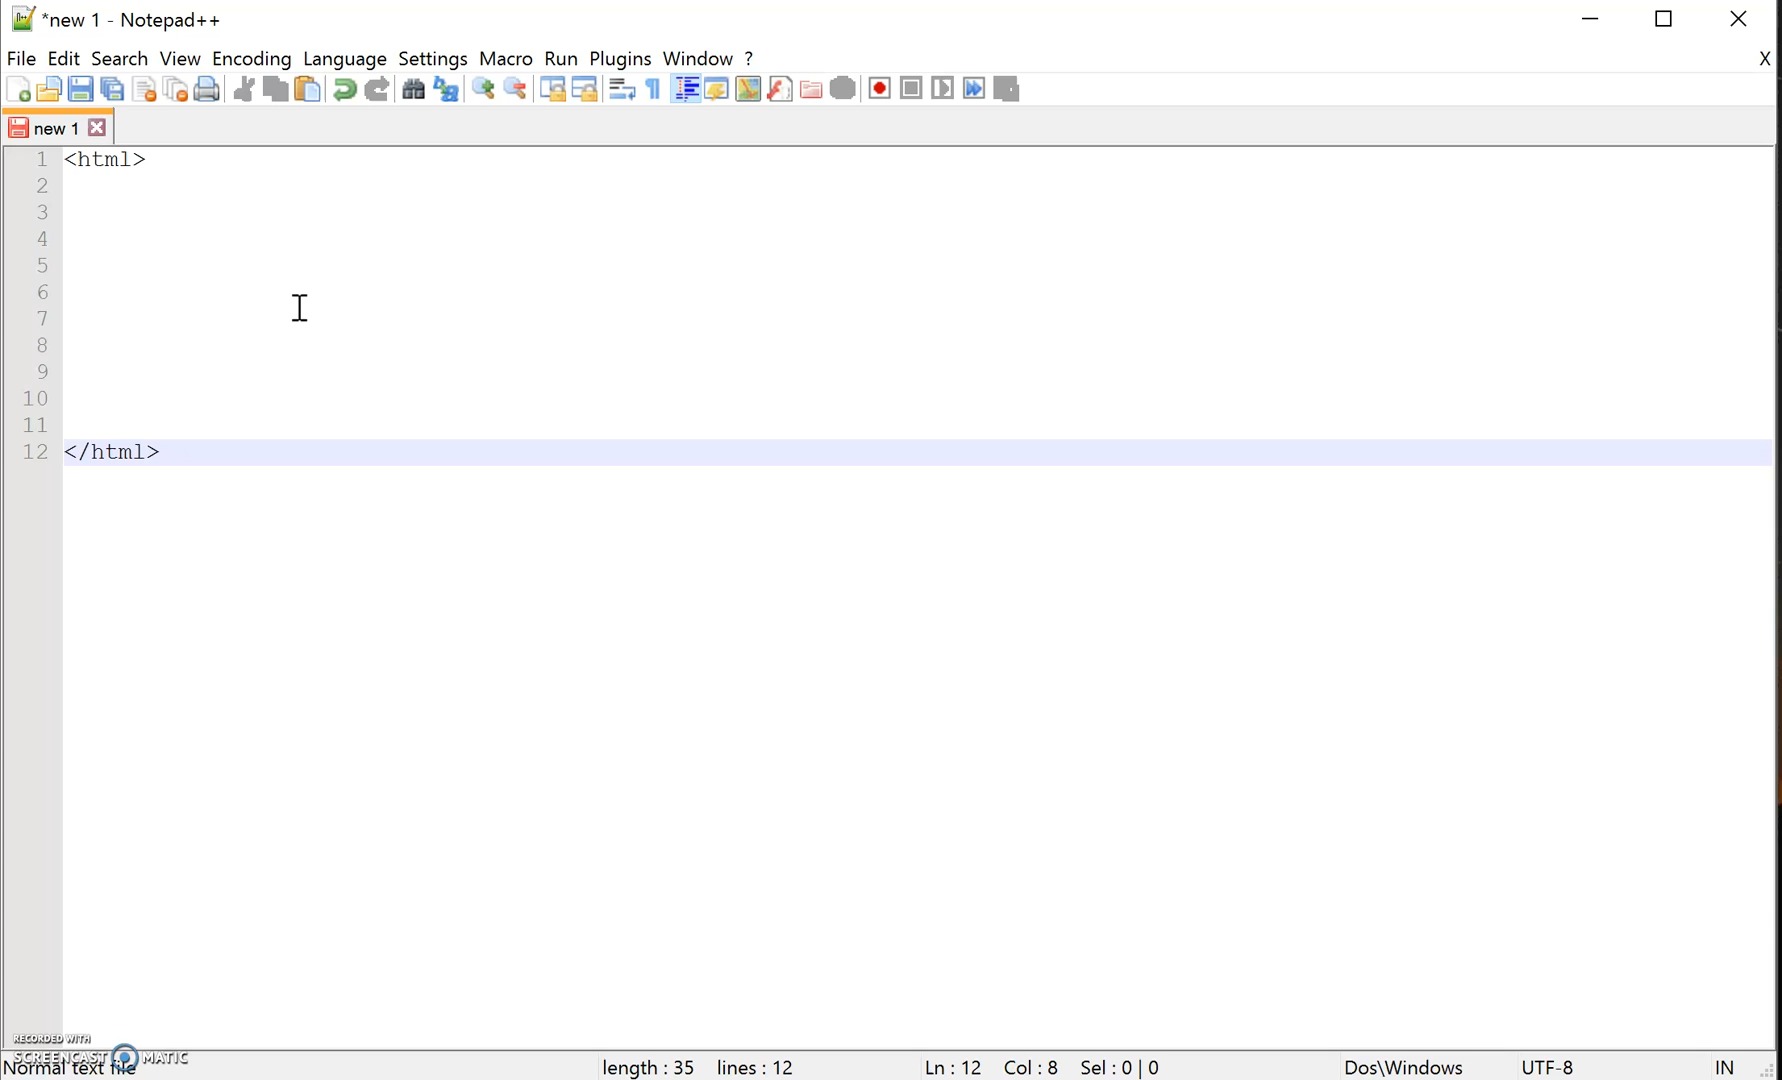 *new 1 - Notepad++
File Edit Search View Encoding Language Settings Macro Run Plugins Window ? X
new 1
1 <html>
2
3
4
5
6
7
8
9
10
11
12 </html>
RECORDED WITH
SCREENCAST MATIC
Normal text file length : 35 lines : 12 Ln : 12 Col : 8 Sel : 0 | 0 Dos\Windows UTF-8 IN